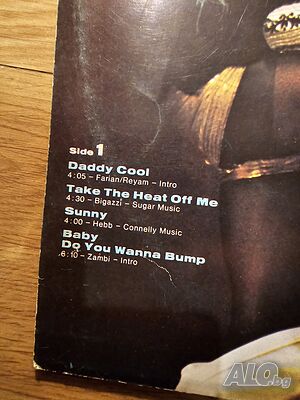 Side 1
Daddy Cool
4:05 – Farian/Reyam – Intro
Take The Heat Off Me
4:30 – Bigazzi – Sugar Music
Sunny
4:00 – Hebb – Connelly Music
Baby
Do You Wanna Bump
6:10 – Zambi – Intro
ALO.bg